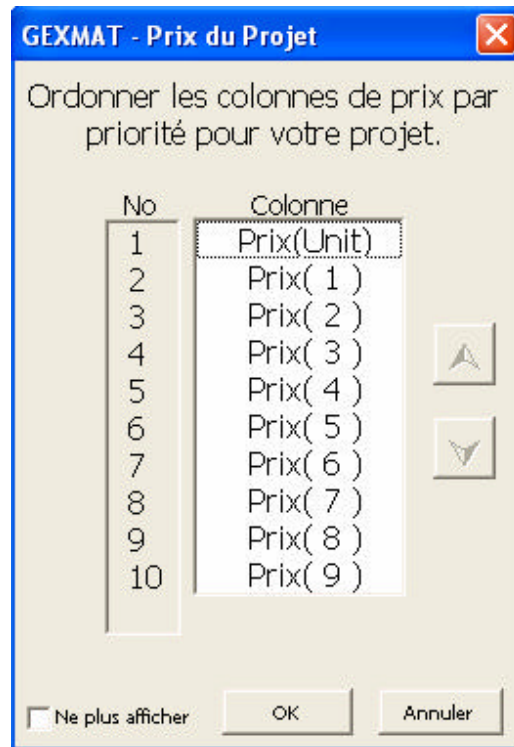 GEXMAT - Prix du Projet
Ordonner les colonnes de prix par
priorité pour votre projet.
No Colonne
1 Prix(Unit)
2 Prix( 1 )
3 Prix( 2 )
4 Prix( 3 )
5 Prix( 4 )
6 Prix( 5 )
7 Prix( 6 )
8 Prix( 7 )
9 Prix( 8 )
10 Prix( 9 )
Ne plus afficher OK Annuler